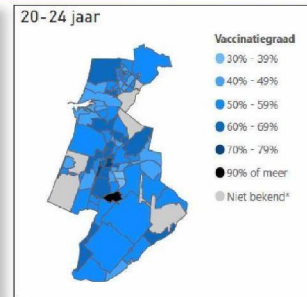 20-24 jaar
Vaccinatiegraad
30% - 39%
40% - 49%
50% - 59%
60% - 69%
70% - 79%
90% of meer
Niet bekend*